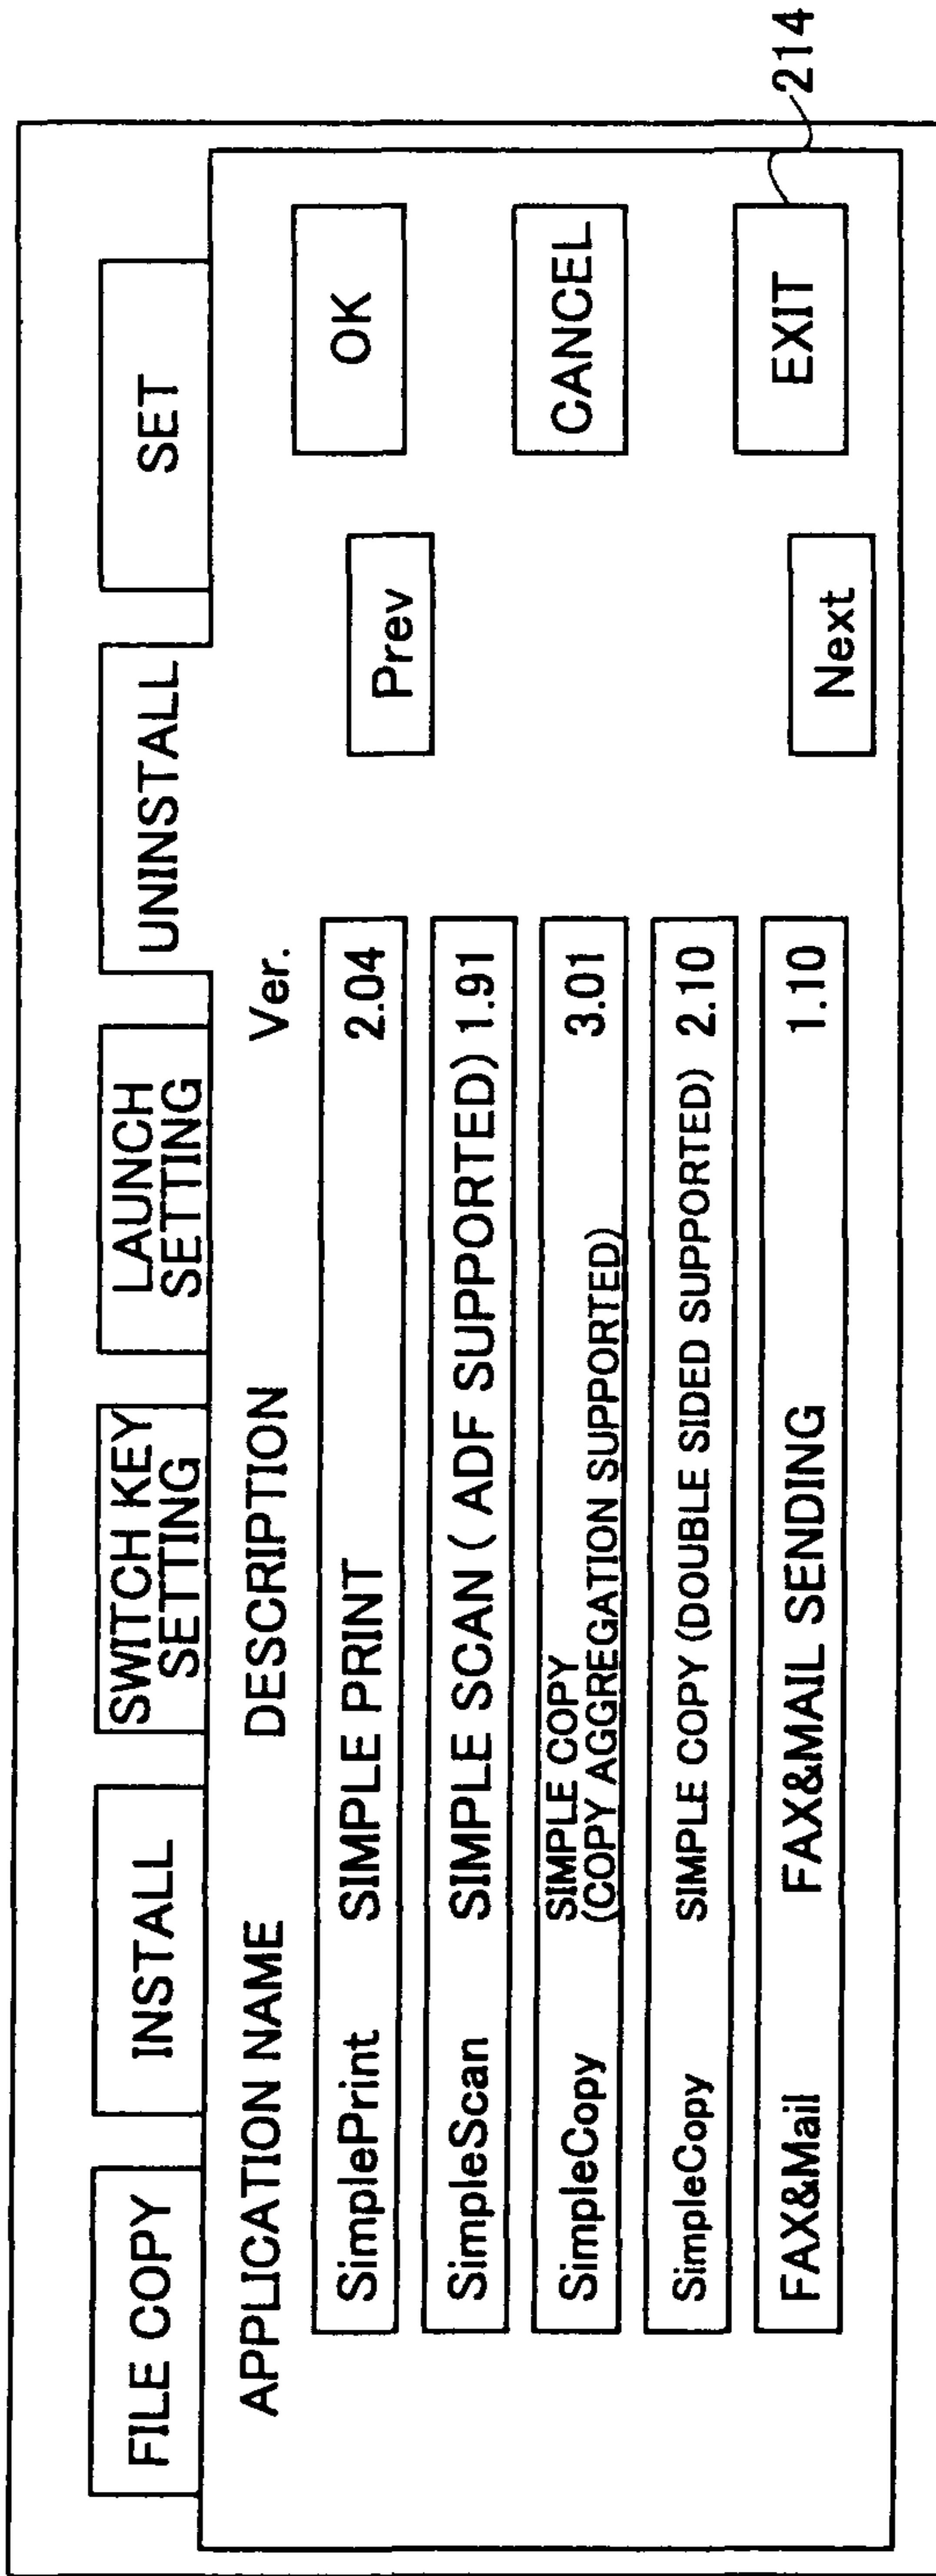 FILE COPY
INSTALL
SWITCH KEY
SETTING
LAUNCH
SETTING
UNINSTALL
SET
APPLICATION NAME DESCRIPTION Ver.
SimplePrint SIMPLE PRINT 2.04
SimpleScan SIMPLE SCAN ( ADF SUPPORTED) 1.91
SimpleCopy SIMPLE COPY
(COPY AGGREGATION SUPPORTED) 3.01
SimpleCopy SIMPLE COPY (DOUBLE SIDED SUPPORTED) 2.10
FAX&Mail FAX&MAIL SENDING 1.10
Prev
Next
OK
CANCEL
EXIT
214